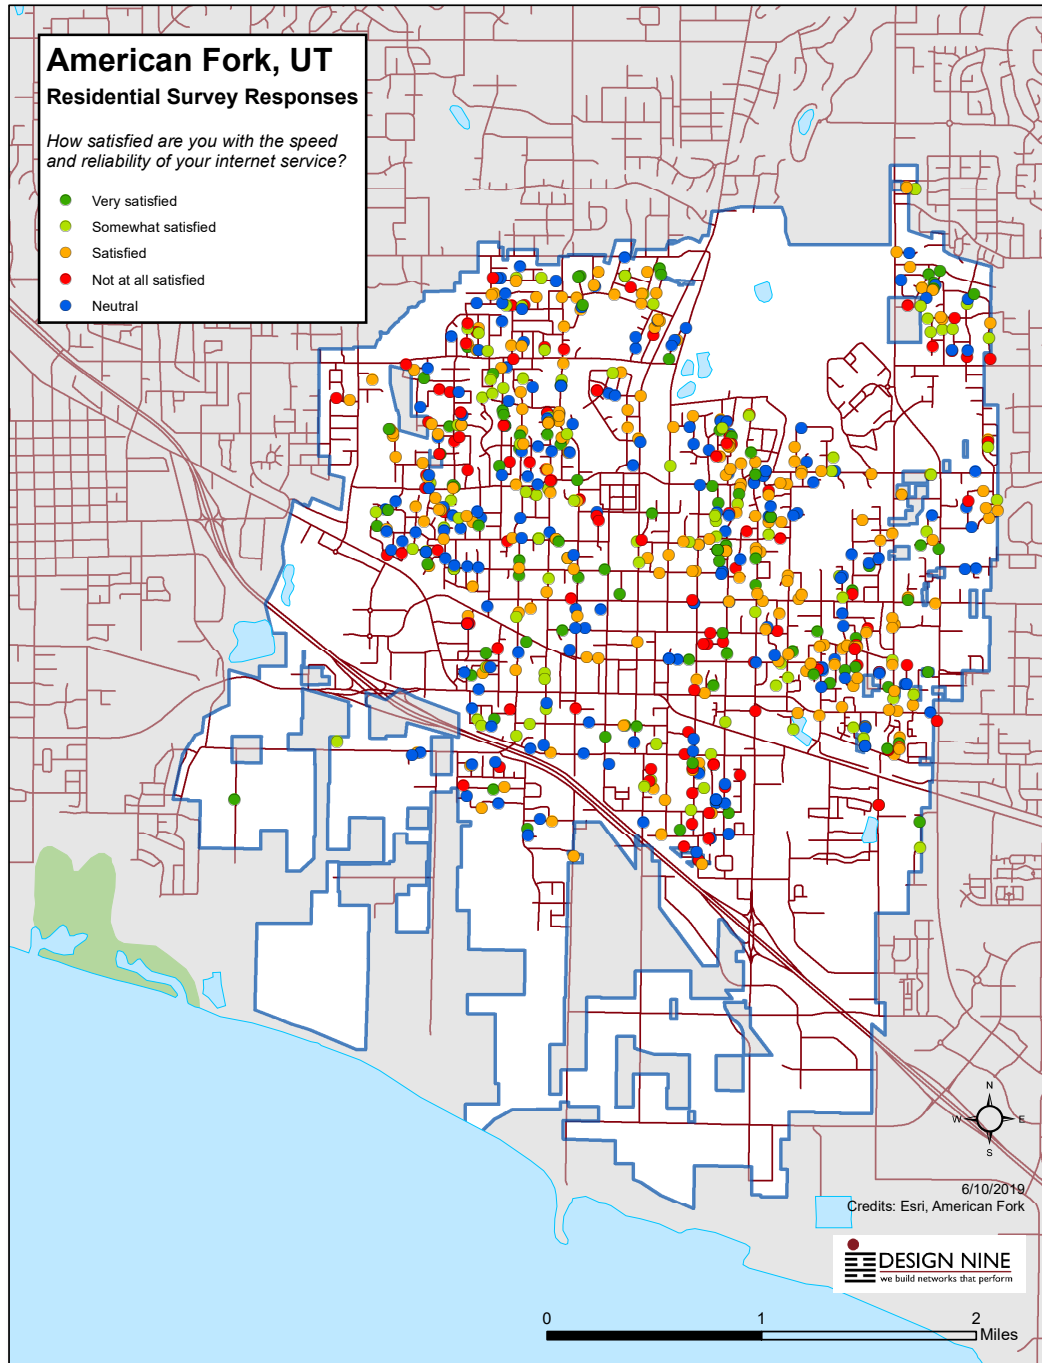 American Fork, UT
Residential Survey Responses
How satisfied are you with the speed
and reliability of your internet service?
Very satisfied
Somewhat satisfied
Satisfied
Not at all satisfied
Neutral
N
W E
S
6/10/2019
Credits: Esri, American Fork
DESIGN NINE
we build networks that perform
0 1 2
Miles